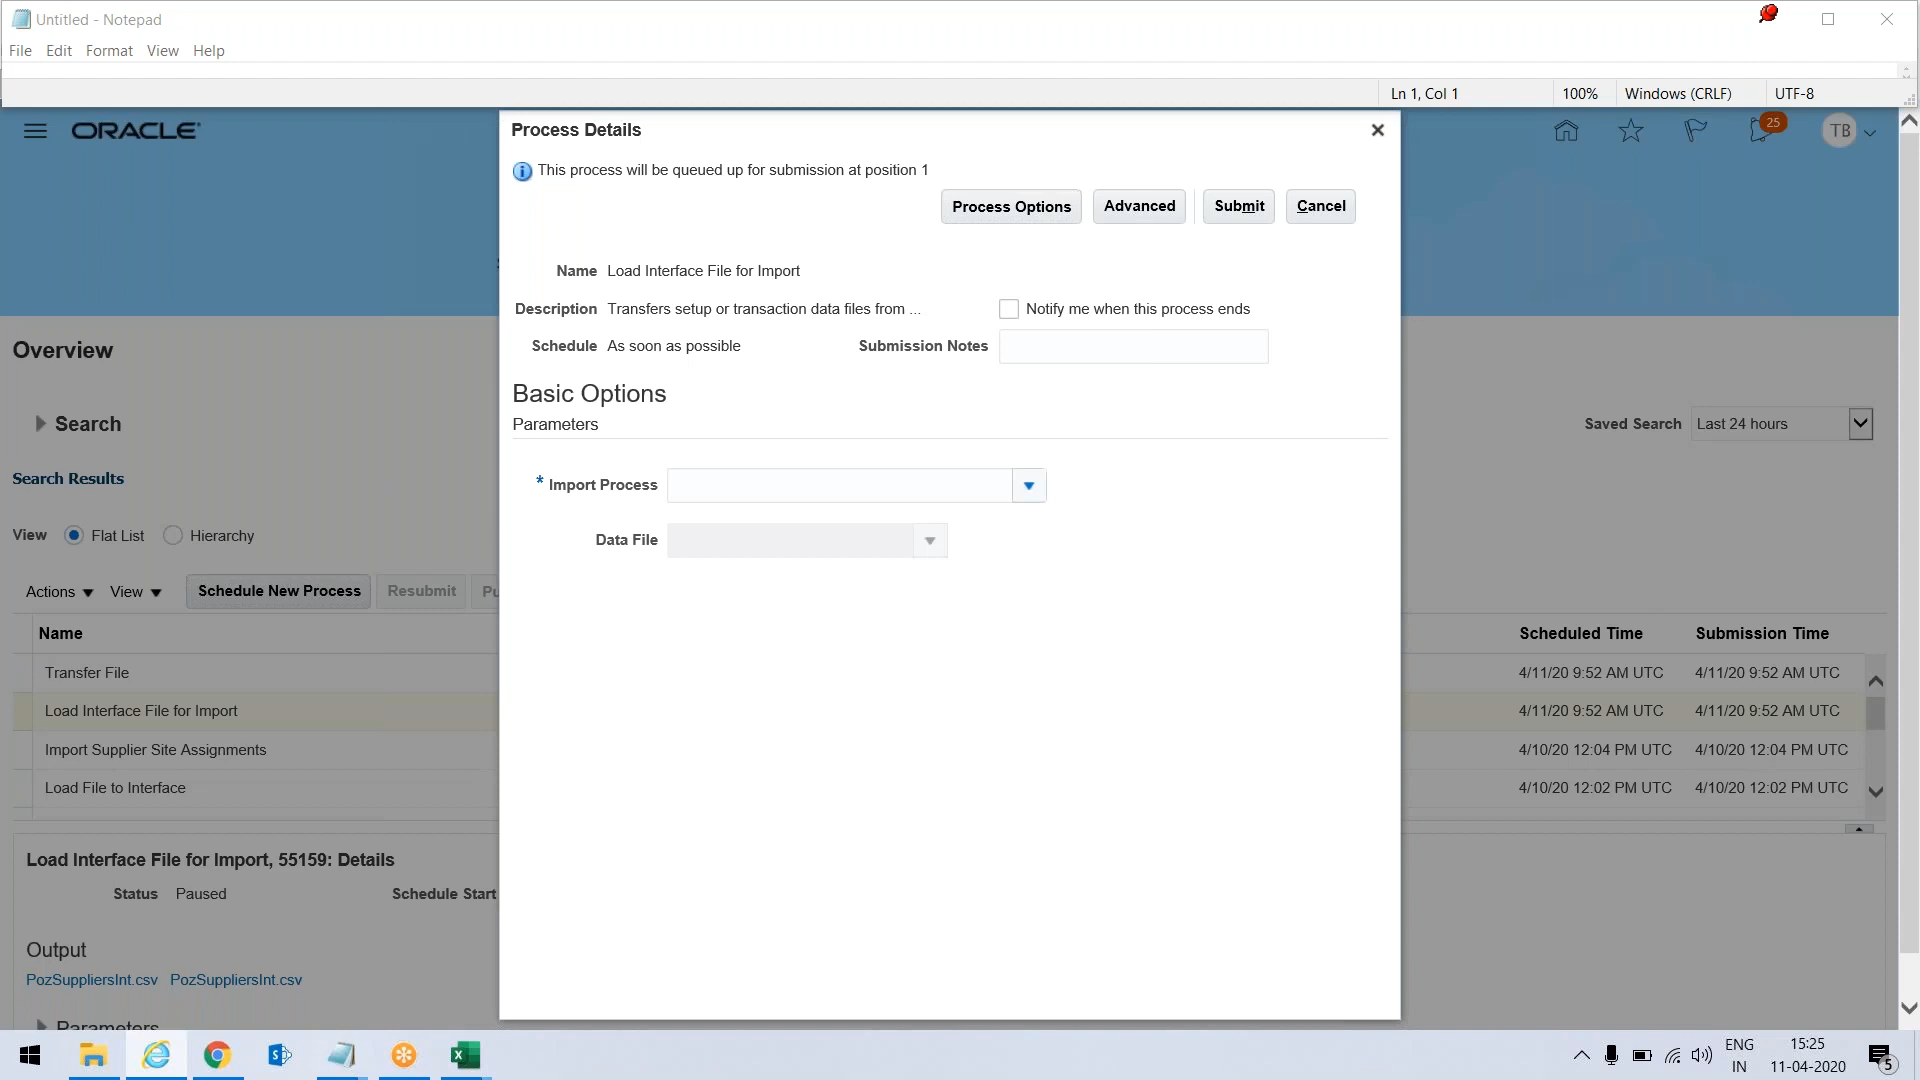 Untitled - Notepad
File Edit Format View Help
Ln 1, Col 1 100% Windows (CRLF) UTF-8
ORACLE
25
TB
Process Details
This process will be queued up for submission at position 1
Process Options Advanced Submit Cancel
Name Load Interface File for Import
Description Transfers setup or transaction data files from ...
Notify me when this process ends
Schedule As soon as possible
Submission Notes
Basic Options
Parameters
* Import Process
Data File
Overview
Search
Saved Search Last 24 hours
Search Results
View Flat List Hierarchy
Actions View Schedule New Process Resubmit Pu
Name Scheduled Time Submission Time
Transfer File 4/11/20 9:52 AM UTC 4/11/20 9:52 AM UTC
Load Interface File for Import 4/11/20 9:52 AM UTC 4/11/20 9:52 AM UTC
Import Supplier Site Assignments 4/10/20 12:04 PM UTC 4/10/20 12:04 PM UTC
Load File to Interface 4/10/20 12:02 PM UTC 4/10/20 12:02 PM UTC
Load Interface File for Import, 55159: Details
Status Paused Schedule Start
Output
PozSuppliersInt.csv PozSuppliersInt.csv
Parameters
ENG
IN
15:25
11-04-2020
5